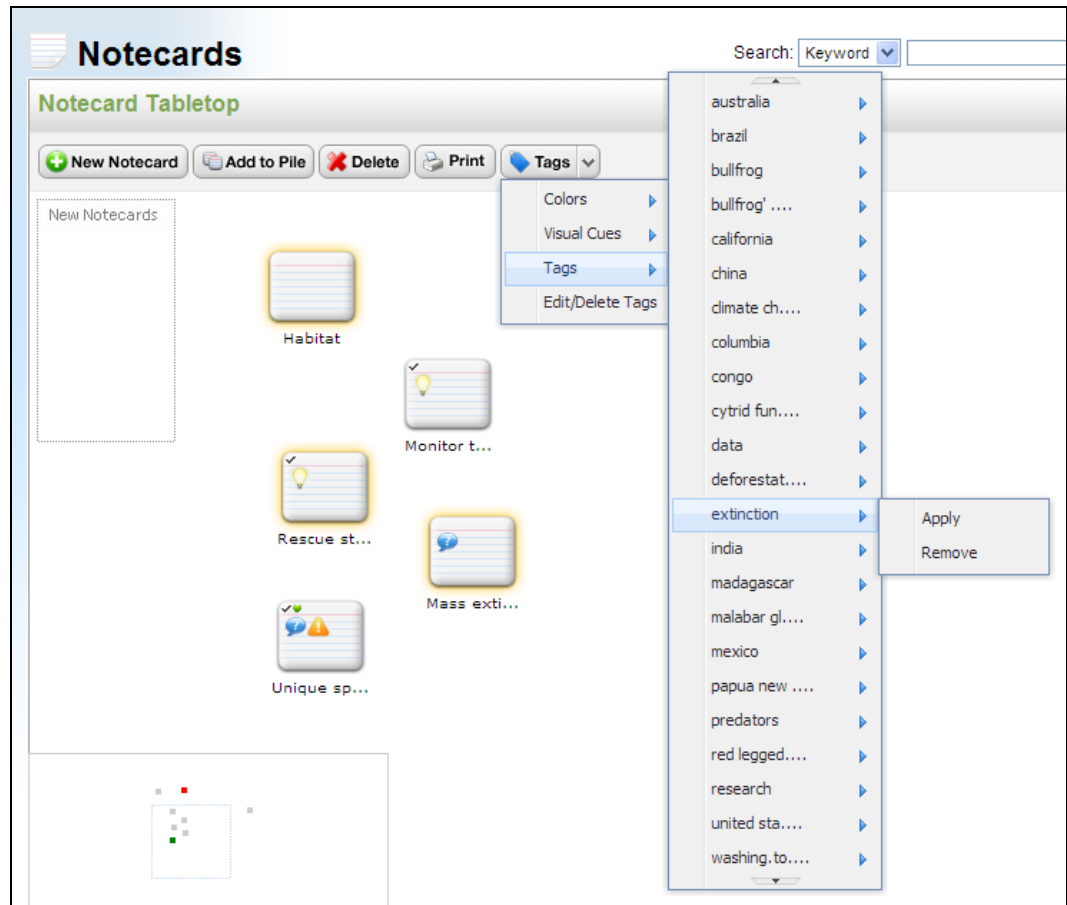 Notecards
Search: Keyword
Notecard Tabletop
New Notecard Add to Pile Delete Print Tags
New Notecards
Colors
Visual Cues
Tags
Edit/Delete Tags
australia
brazil
bullfrog
bullfrog' ....
california
china
climate ch....
columbia
congo
cytrid fun....
data
deforestat....
extinction
india
madagascar
malabar gl....
mexico
papua new ....
predators
red legged....
research
united sta....
washing.to....
Apply
Remove
Habitat
Monitor t...
Rescue st...
Mass exti...
Unique sp...